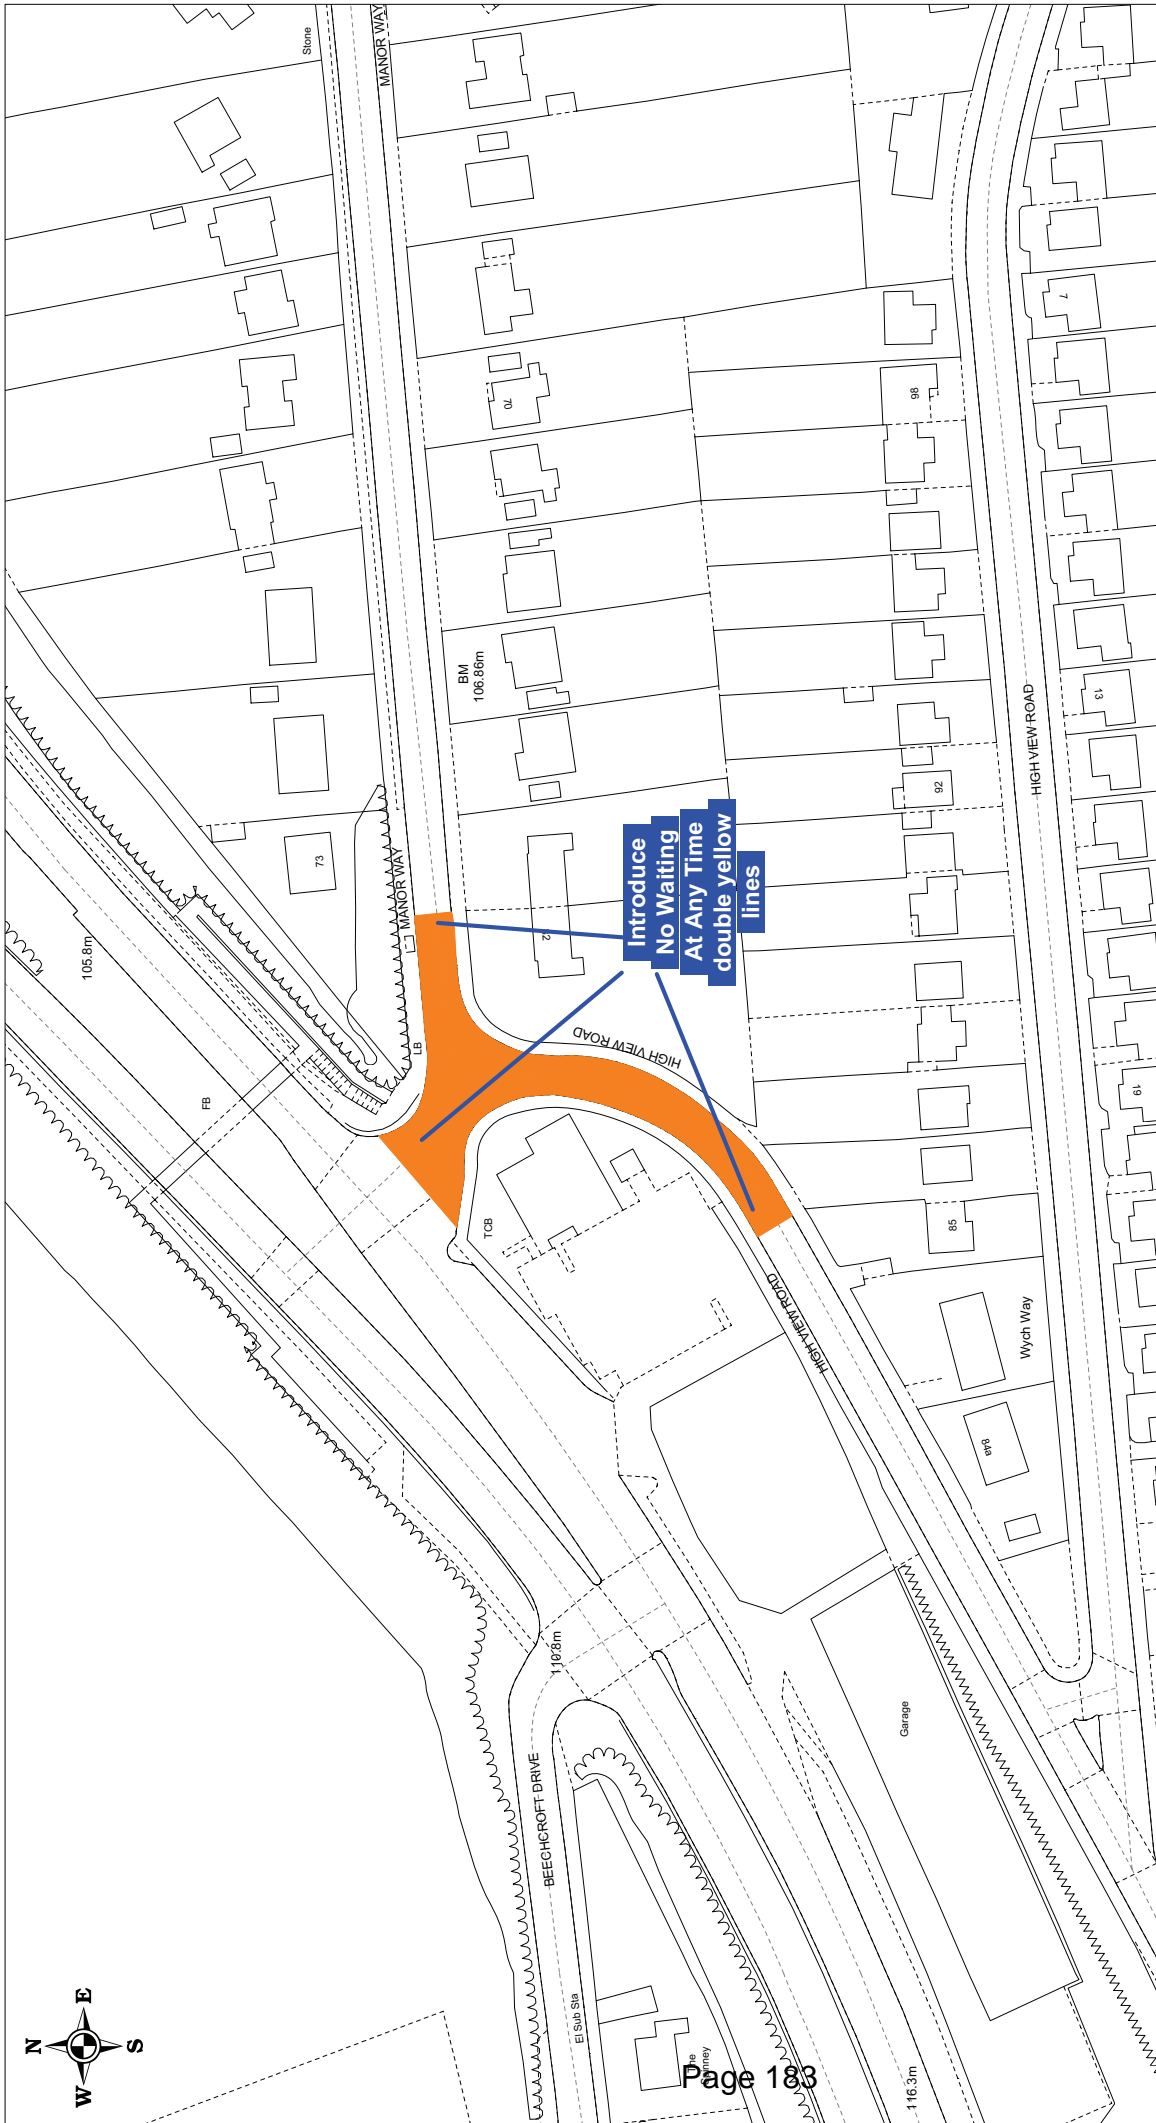 Stone
MANOR WAY
70
98
7
BM
106.86m
HIGH VIEW ROAD
13
92
73
MANOR WAY
Introduce
No Waiting
At Any Time
double yellow
lines
105.8m
LB
HIGH VIEW ROAD
FB
19
TCB
85
HIGH VIEW ROAD
Wych Way
84a
110.8m
Garage
BEECHCROFT DRIVE
El Sub Sta
The
116.3m
N
E
S
W
Page 183